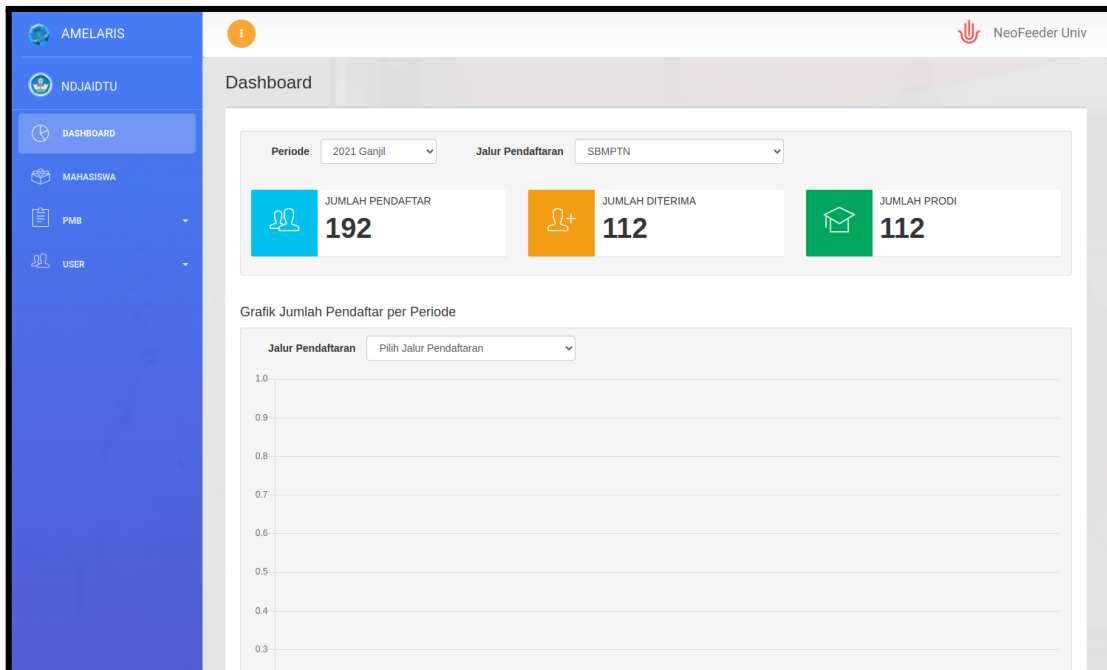 AMELARIS
NeoFeeder Univ
NDJAIDTU
DASHBOARD
MAHASISWA
PMB
USER
Dashboard
Periode 2021 Ganjil Jalur Pendaftaran SBMPTN
JUMLAH PENDAFTAR
192
JUMLAH DITERIMA
112
JUMLAH PRODI
112
Grafik Jumlah Pendaftar per Periode
Jalur Pendaftaran Pilih Jalur Pendaftaran
1.0
0.9
0.8
0.7
0.6
0.5
0.4
0.3